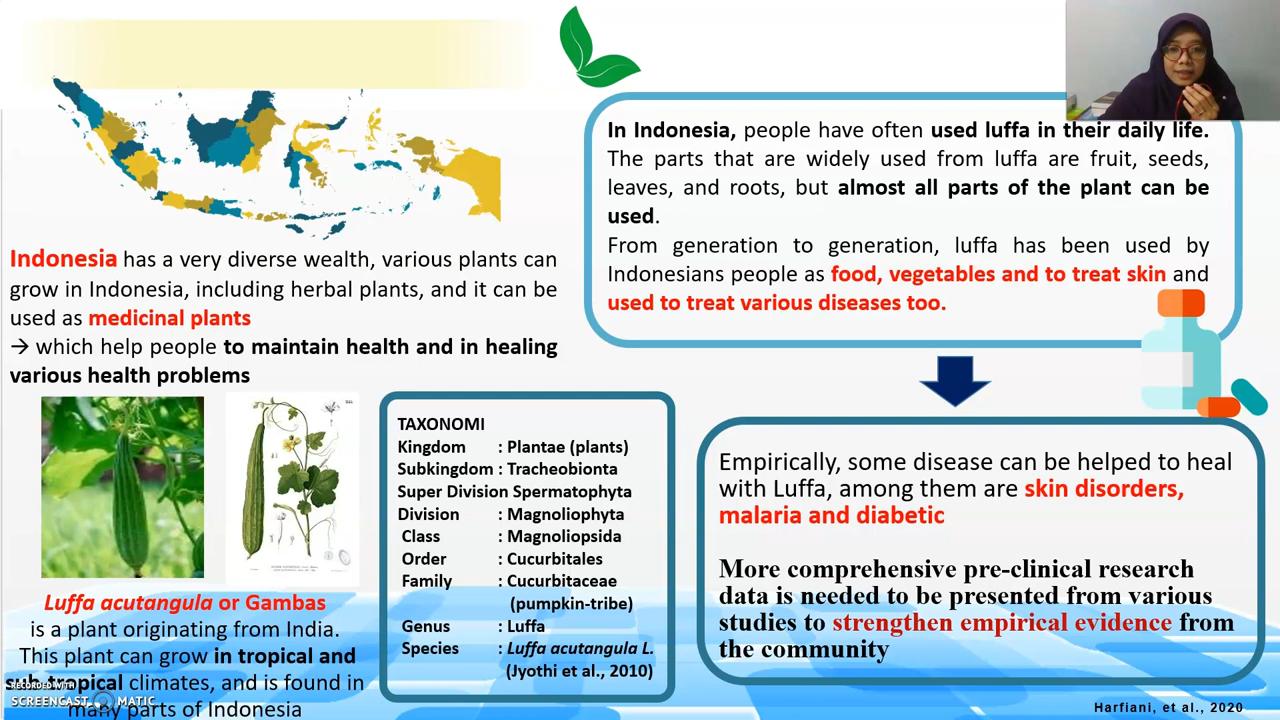 Indonesia has a very diverse wealth, various plants can
grow in Indonesia, including herbal plants, and it can be
used as medicinal plants
→ which help people to maintain health and in healing
various health problems
Luffa acutangula or Gambas
is a plant originating from India.
This plant can grow in tropical and
sub tropical climates, and is found in
many parts of Indonesia
RECORDED WITH
SCREENCAST MATIC
TAXONOMI
Kingdom : Plantae (plants)
Subkingdom : Tracheobionta
Super Division Spermatophyta
Division : Magnoliophyta
Class : Magnoliopsida
Order : Cucurbitales
Family : Cucurbitaceae
(pumpkin-tribe)
Genus : Luffa
Species : Luffa acutangula L.
(Jyothi et al., 2010)
In Indonesia, people have often used luffa in their daily life.
The parts that are widely used from luffa are fruit, seeds,
leaves, and roots, but almost all parts of the plant can be
used.
From generation to generation, luffa has been used by
Indonesians people as food, vegetables and to treat skin and
used to treat various diseases too.
Empirically, some disease can be helped to heal
with Luffa, among them are skin disorders,
malaria and diabetic
More comprehensive pre-clinical research
data is needed to be presented from various
studies to strengthen empirical evidence from
the community
Harfiani, et al., 2020